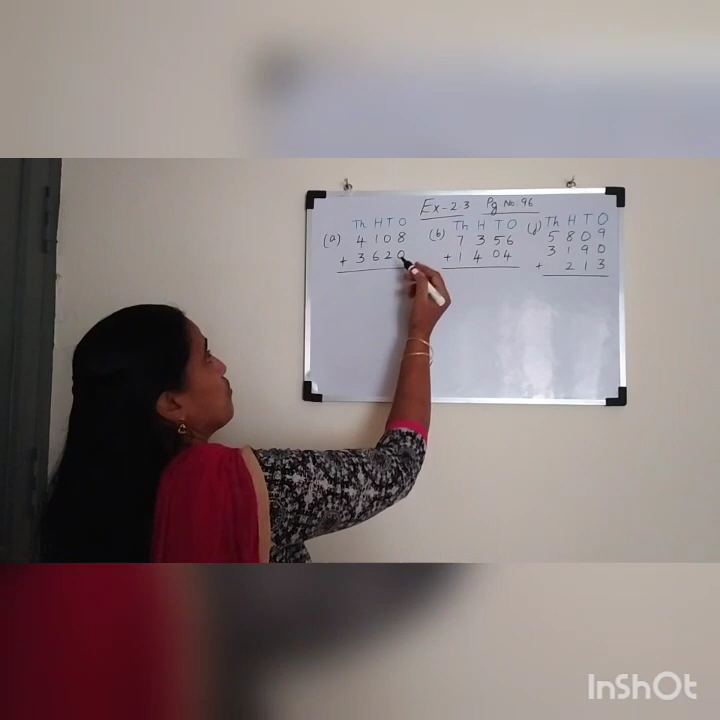 Ex-2.3 Pg No. 96
(a) Th H T O
4 1 0 8
+ 3 6 2 0
(b) Th H T O
7 3 5 6
+ 1 4 0 4
(j) Th H T O
5 8 0 9
3 1 9 0
+ 2 1 3
InShOt